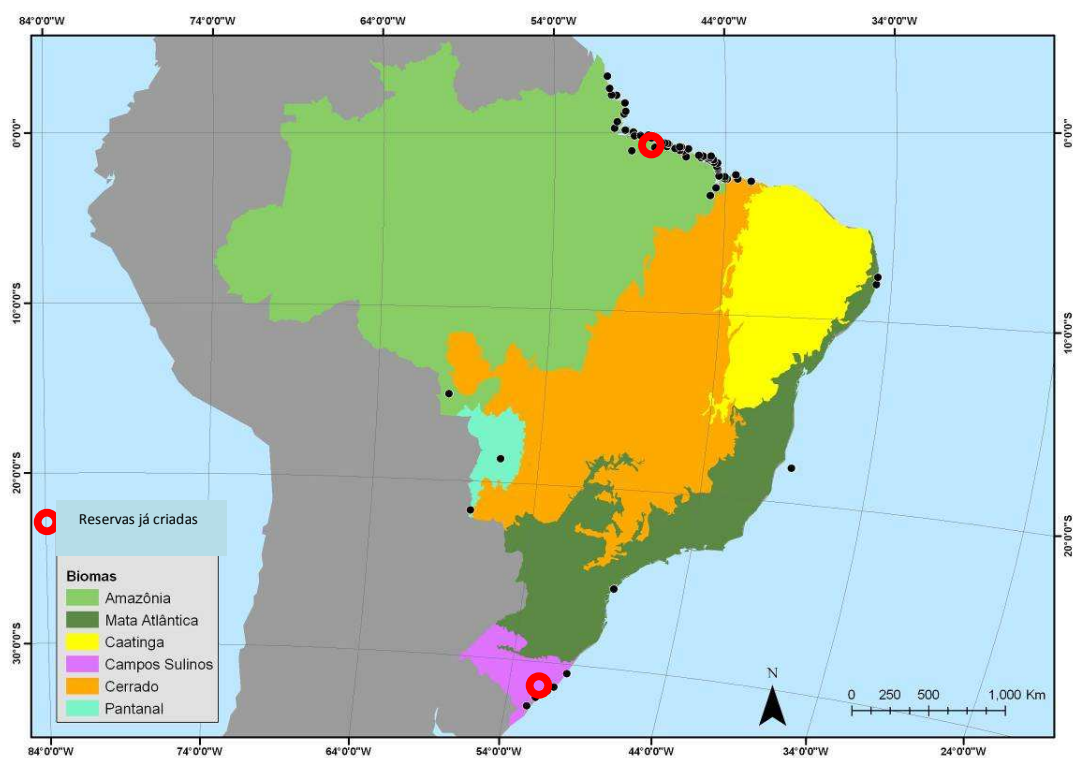 84°0'0"W 74°0'0"W 64°0'0"W 54°0'0"W 44°0'0"W 34°0'0"W
0°0'0" 0°0'0"
10°0'0"S 10°0'0"S
20°0'0"S 20°0'0"S
30°0'0"S
Reservas já criadas
Biomas
Amazônia
Mata Atlântica
Caatinga
Campos Sulinos
Cerrado
Pantanal
N
0 250 500 1,000 Km
84°0'0"W 74°0'0"W 64°0'0"W 54°0'0"W 44°0'0"W 34°0'0"W 24°0'0"W